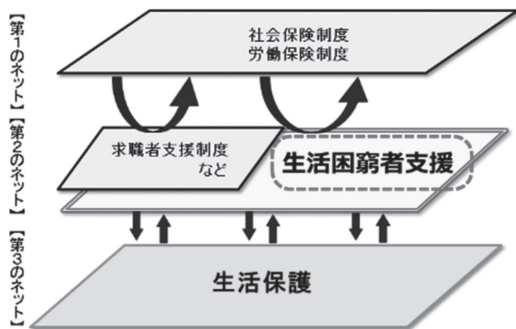 【第1のネット】
社会保険制度
労働保険制度
【第2のネット】
求職者支援制度
など
生活困窮者支援
【第3のネット】
生活保護